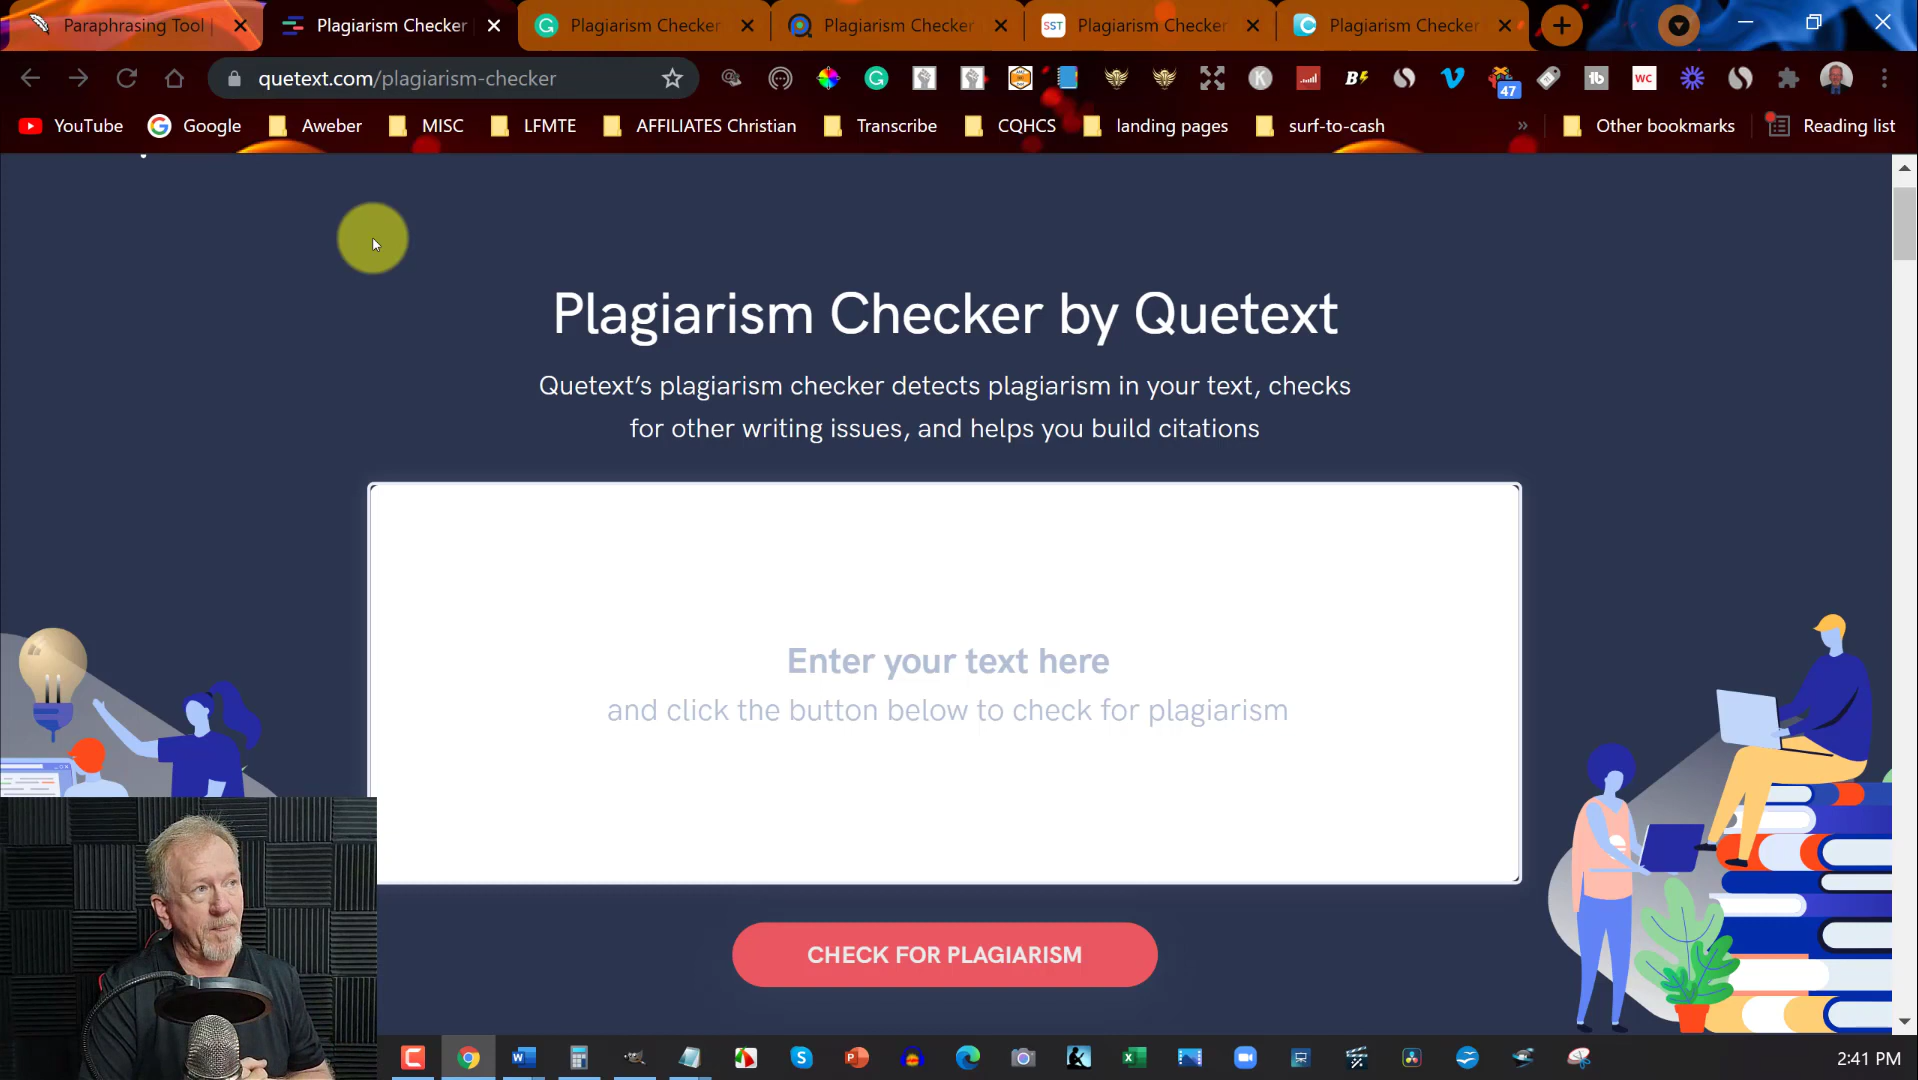 Paraphrasing Tool |
Plagiarism Checker
Plagiarism Checker
Plagiarism Checker
SST
Plagiarism Checker
Plagiarism Checker
quetext.com/plagiarism-checker
47
WC
YouTube
Google
Aweber
MISC
LFMTE
AFFILIATES Christian
Transcribe
CQHCS
landing pages
surf-to-cash
»
Other bookmarks
Reading list
Plagiarism Checker by Quetext
Quetext's plagiarism checker detects plagiarism in your text, checks
for other writing issues, and helps you build citations
Enter your text here
and click the button below to check for plagiarism
CHECK FOR PLAGIARISM
2:41 PM